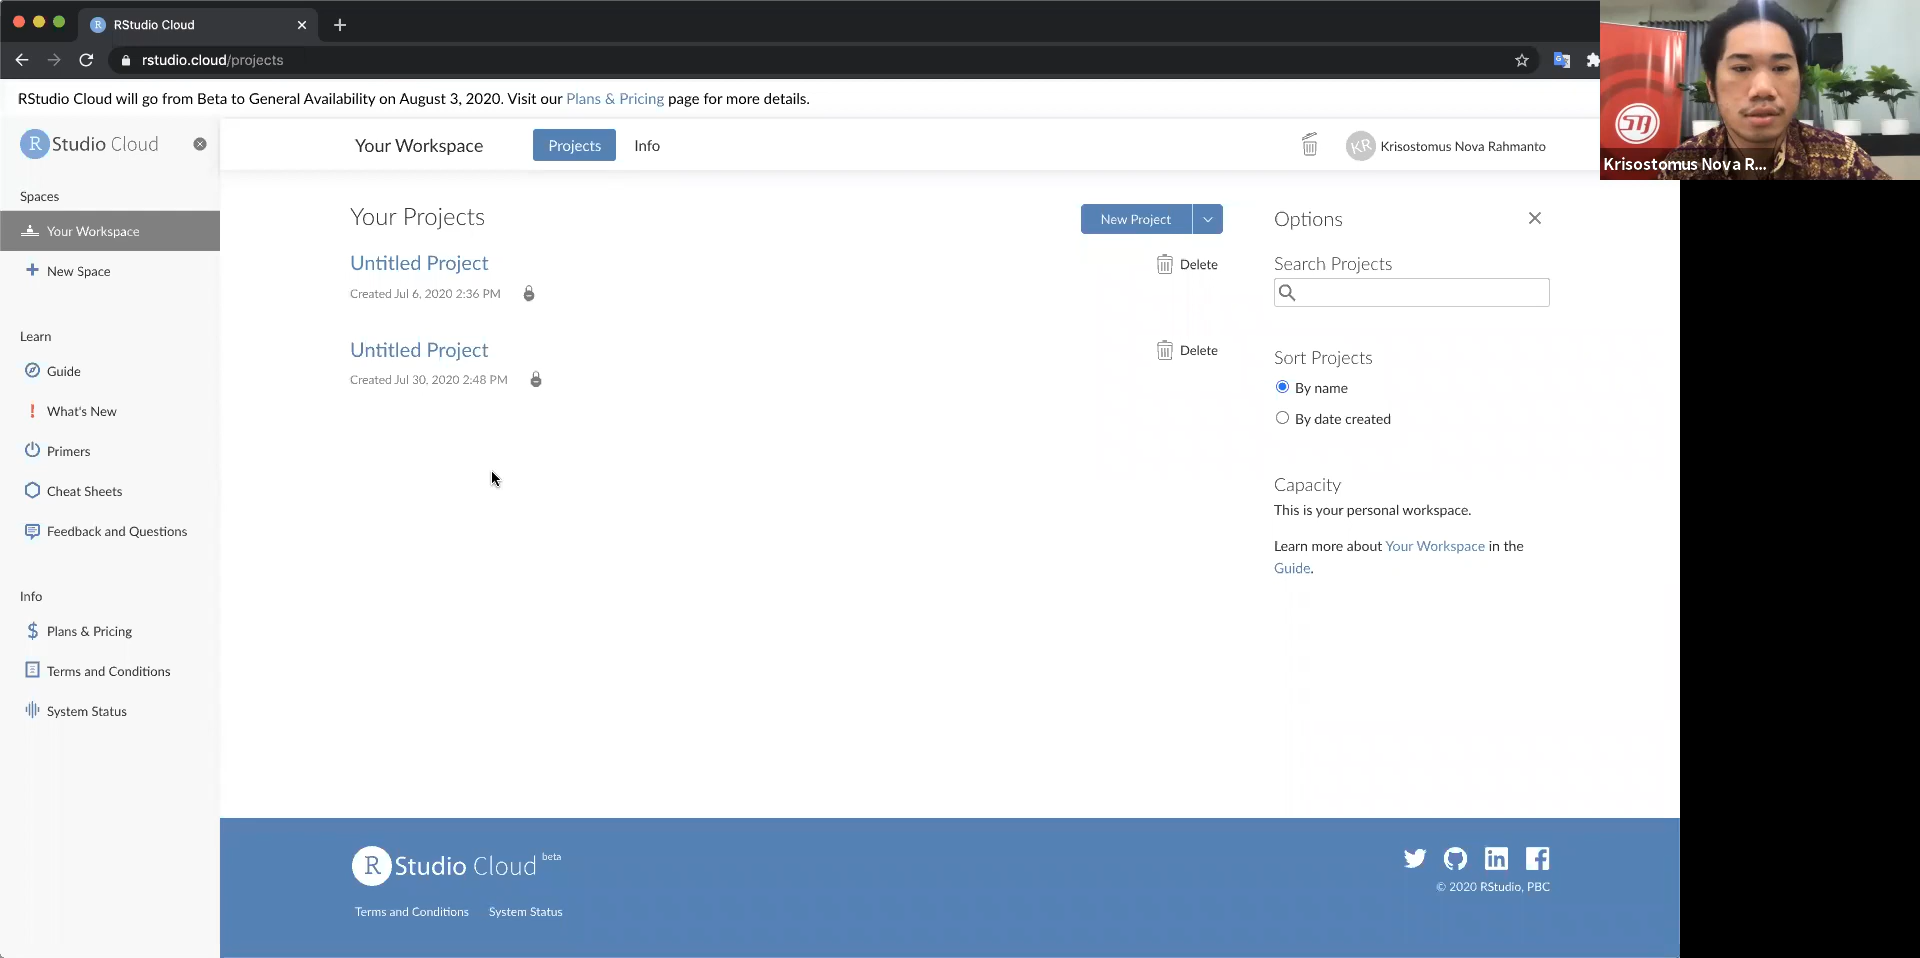 RStudio Cloud
rstudio.cloud/projects
RStudio Cloud will go from Beta to General Availability on August 3, 2020. Visit our Plans & Pricing page for more details.
R Studio Cloud
Your Workspace
Projects
Info
KR
Krisostomus Nova Rahmanto
Krisostomus Nova R...
Spaces
Your Workspace
New Space
Learn
Guide
What's New
Primers
Cheat Sheets
Feedback and Questions
Info
Plans & Pricing
Terms and Conditions
System Status
Your Projects
New Project
Untitled Project
Delete
Created Jul 6, 2020 2:36 PM
Untitled Project
Delete
Created Jul 30, 2020 2:48 PM
Options
Search Projects
Sort Projects
By name
By date created
Capacity
This is your personal workspace.
Learn more about Your Workspace in the
Guide.
R Studio Cloud beta
Terms and Conditions
System Status
© 2020 RStudio, PBC